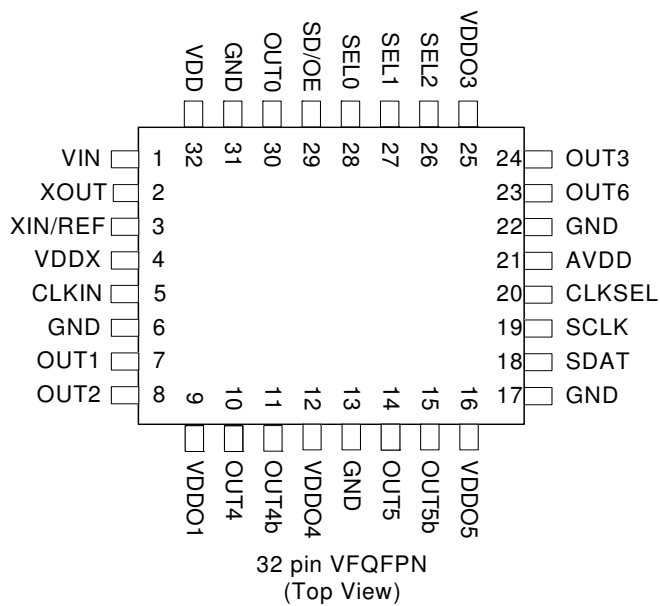 VDD
GND
OUT0
SD/OE
SEL0
SEL1
SEL2
VDDO3
32
31
30
29
28
27
26
25
VIN 1
XOUT 2
XIN/REF 3
VDDX 4
CLKIN 5
GND 6
OUT1 7
OUT2 8
24 OUT3
23 OUT6
22 GND
21 AVDD
20 CLKSEL
19 SCLK
18 SDAT
17 GND
9
10
11
12
13
14
15
16
VDDO1
OUT4
OUT4b
VDDO4
GND
OUT5
OUT5b
VDDO5
32 pin VFQFPN
(Top View)